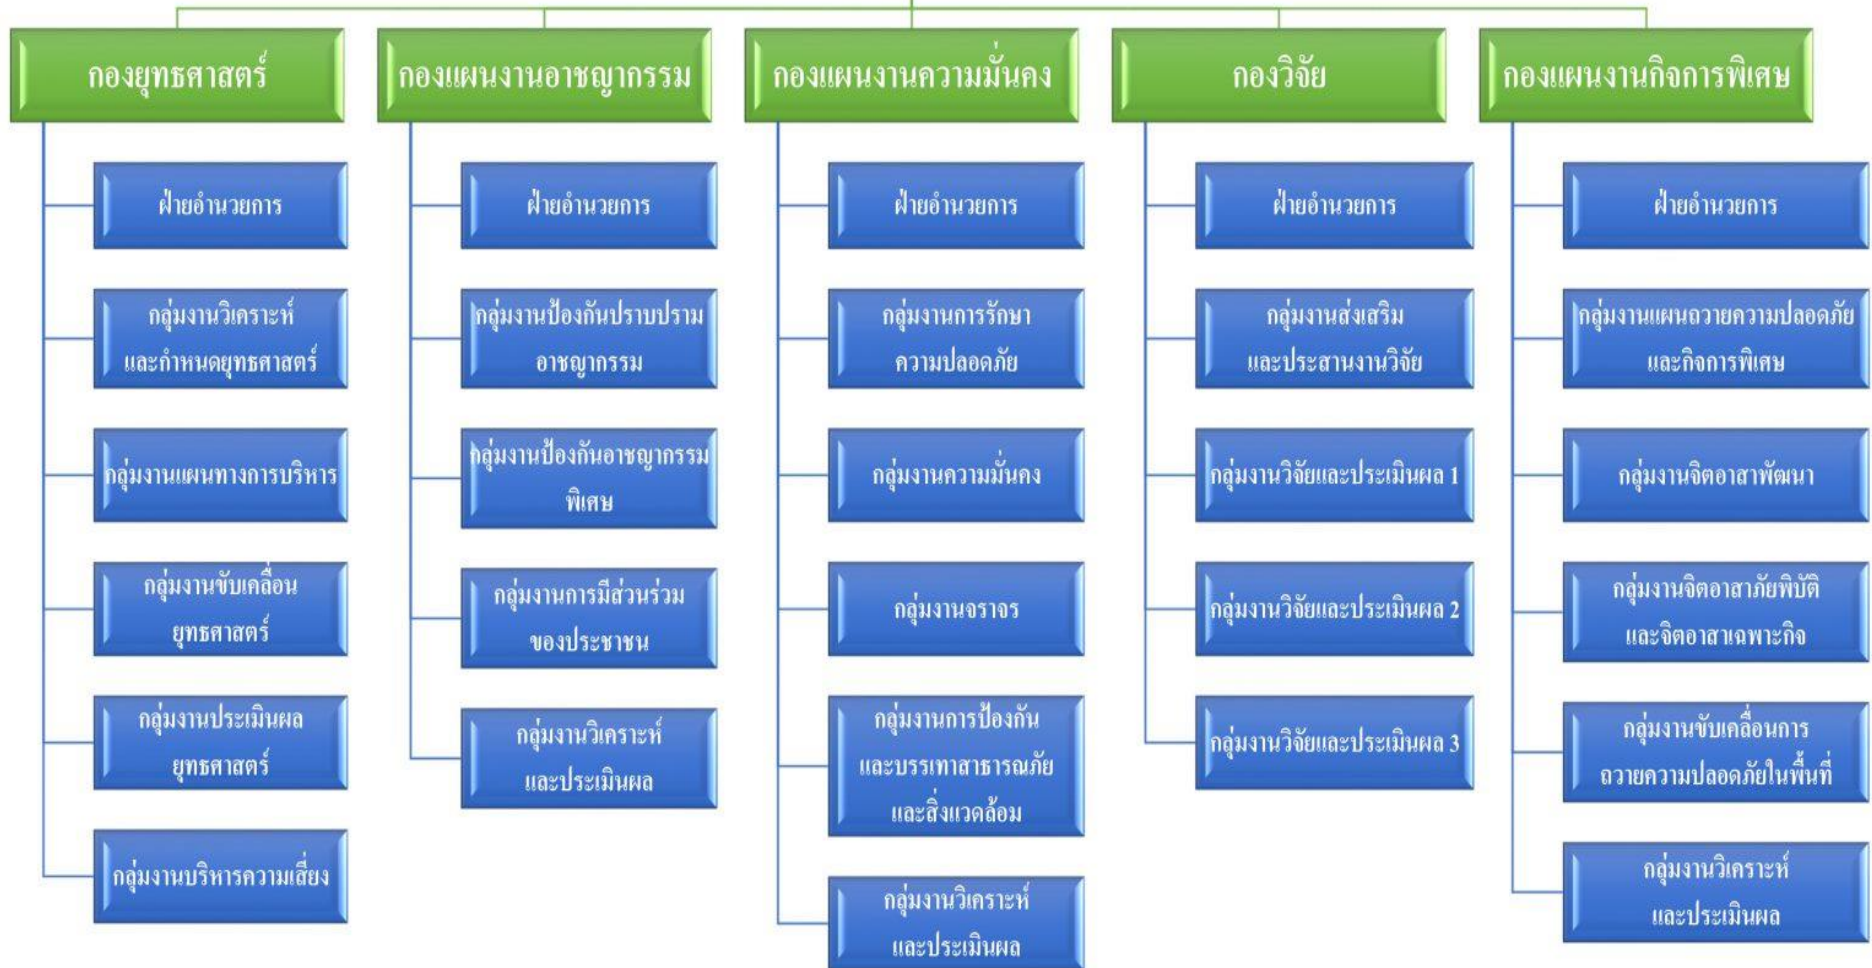 กองยุทธศาสตร์
ฝ่ายอำนวยการ
กลุ่มงานวิเคราะห์
และกำหนดยุทธศาสตร์
กลุ่มงานแผนทางการบริหาร
กลุ่มงานขับเคลื่อน
ยุทธศาสตร์
กลุ่มงานประเมินผล
ยุทธศาสตร์
กลุ่มงานบริหารความเสี่ยง
กองแผนงานอาชญากรรม
ฝ่ายอำนวยการ
กลุ่มงานป้องกันปราบปราม
อาชญากรรม
กลุ่มงานป้องกันอาชญากรรม
พิเศษ
กลุ่มงานการมีส่วนร่วม
ของประชาชน
กลุ่มงานวิเคราะห์
และประเมินผล
กองแผนงานความมั่นคง
ฝ่ายอำนวยการ
กลุ่มงานการรักษา
ความปลอดภัย
กลุ่มงานความมั่นคง
กลุ่มงานจราจร
กลุ่มงานการป้องกัน
และบรรเทาสาธารณภัย
และสิ่งแวดล้อม
กลุ่มงานวิเคราะห์
และประเมินผล
กองวิจัย
ฝ่ายอำนวยการ
กลุ่มงานส่งเสริม
และประสานงานวิจัย
กลุ่มงานวิจัยและประเมินผล 1
กลุ่มงานวิจัยและประเมินผล 2
กลุ่มงานวิจัยและประเมินผล 3
กองแผนงานกิจการพิเศษ
ฝ่ายอำนวยการ
กลุ่มงานแผนถวายความปลอดภัย
และกิจการพิเศษ
กลุ่มงานจิตอาสาพัฒนา
กลุ่มงานจิตอาสาภัยพิบัติ
และจิตอาสาเฉพาะกิจ
กลุ่มงานขับเคลื่อนการ
ถวายความปลอดภัยในพื้นที่
กลุ่มงานวิเคราะห์
และประเมินผล